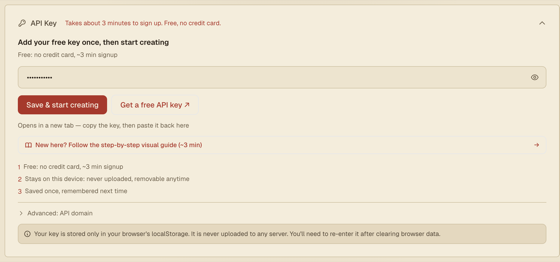 API Key Takes about 3 minutes to sign up. Free, no credit card.
Add your free key once, then start creating
Free: no credit card, ~3 min signup
•••••••••••
Save & start creating Get a free API key ↗
Opens in a new tab — copy the key, then paste it back here
New here? Follow the step-by-step visual guide (~3 min) →
1 Free: no credit card, ~3 min signup
2 Stays on this device: never uploaded, removable anytime
3 Saved once, remembered next time
Advanced: API domain
Your key is stored only in your browser's localStorage. It is never uploaded to any server. You'll need to re-enter it after clearing browser data.